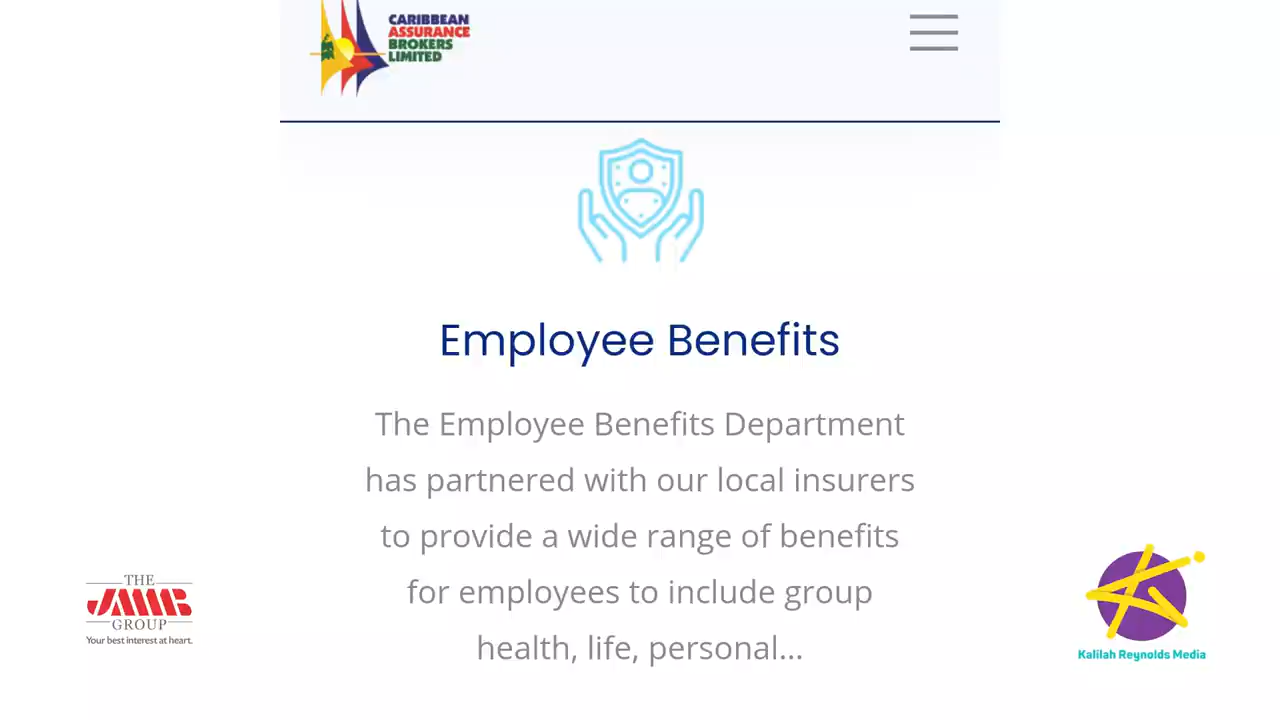 CARIBBEAN
ASSURANCE
BROKERS
LIMITED
Employee Benefits
The Employee Benefits Department
has partnered with our local insurers
to provide a wide range of benefits
for employees to include group
health, life, personal...
THE
JMMB
GROUP
Your best interest at heart.
Kalilah Reynolds Media